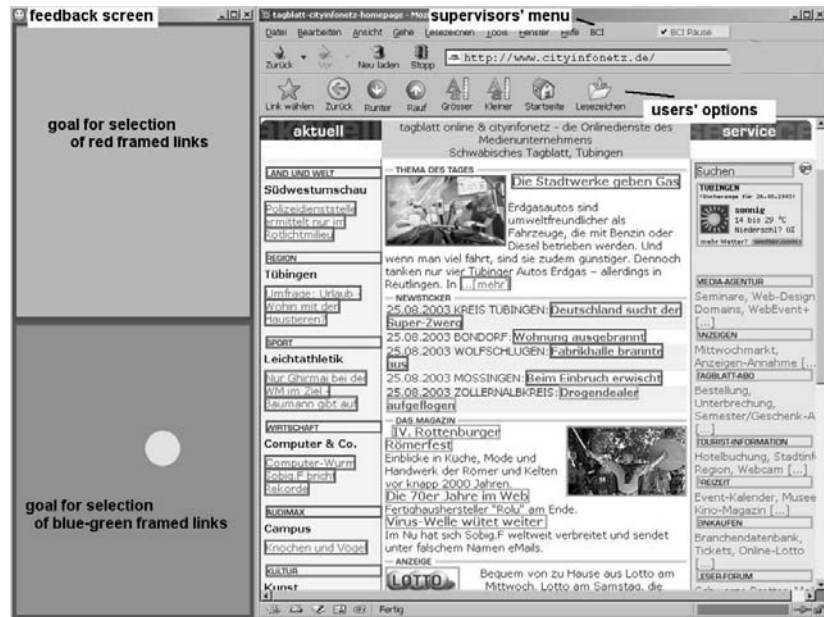 feedback screen
goal for selection
of red framed links
goal for selection
of blue-green framed links
tagblatt-cityinfonetz-homepage - Moz
supervisors' menu
Datei Bearbeiten Ansicht Gehe Lesezeichen Tools Fenster Hilfe BCI
BCI Pause
Zurück Vor Neu laden Stopp
http://www.cityinfonetz.de/
Link wählen Zurück Runter Rauf Grösser Kleiner Startseite Lesezeichen
users' options
aktuell
LAND UND WELT
Südwestumschau
Polizeidienststelle
ermittelt nur im
Rotlichtmilieu
REGION
Tübingen
Umfrage: Urlaub -
Wohin mit den
Haustieren?
SPORT
Leichtathletik
Nur Ghirmai bei der
WM im Ziel -
Baumann gibt auf
WIRTSCHAFT
Computer & Co.
Computer-Wurm
Sobig.F bricht
Rekorde
AUDIMAX
Campus
Knochen und Vögel
KULTUR
Kunst
tagblatt online & cityinfonetz - die Onlinedienste des
Medienunternehmens
Schwäbisches Tagblatt, Tübingen
THEMA DES TAGES
Die Stadtwerke geben Gas
Erdgasautos sind
umweltfreundlicher als
Fahrzeuge, die mit Benzin oder
Diesel betrieben werden. Und
wenn man viel fährt, sind sie zudem günstiger. Dennoch
tanken nur vier Tübinger Autos Erdgas – allerdings in
Reutlingen. In [...mehr]
NEWSTICKER
25.08.2003 KREIS TÜBINGEN: Deutschland sucht der
Super-Zwerg
25.08.2003 BONDORF: Wohnung ausgebrannt
25.08.2003 WOLFSCHLUGEN: Fabrikhalle brannte
aus
25.08.2003 MÖSSINGEN: Beim Einbruch erwischt
25.08.2003 ZOLLERNALBKREIS: Drogendealer
aufgeflogen
DAS MAGAZIN
IV. Rottenburger
Römerfest
Einblicke in Küche, Mode und
Handwerk der Römer und Kelten
vor knapp 2000 Jahren.
Die 70er Jahre im Web
Fertighaushersteller "Rolu" am Ende.
Virus-Welle wütet weiter
Im Nu hat sich Sobig.F weltweit verbreitet und sendet
unter falschem Namen eMails.
ANZEIGE
LOTTO
Bequem von zu Hause aus Lotto am
Mittwoch, Lotto am Samstag, die
service
Suchen
TÜBINGEN
sonnig
14 bis 29 °C
Niederschl? 0%
mehr Wetter? wetter.com
MEDIA-AGENTUR
Seminare, Web-Design
Domains, WebEvent+
[...]
ANZEIGEN
Mittwochmarkt,
Anzeigen-Annahme [...
TAGBLATT-ABO
Bestellung,
Unterbrechung,
Semester/Geschenk-A
[...]
TOURIST-INFORMATION
Hotelbuchung, Stadtinf
Region, Webcam [...]
FREIZEIT
Event-Kalender, Musee
Kino-Magazin [...]
EINKAUFEN
Branchendatenbank,
Tickets, Online-Lotto
LESER-FORUM
Fertig